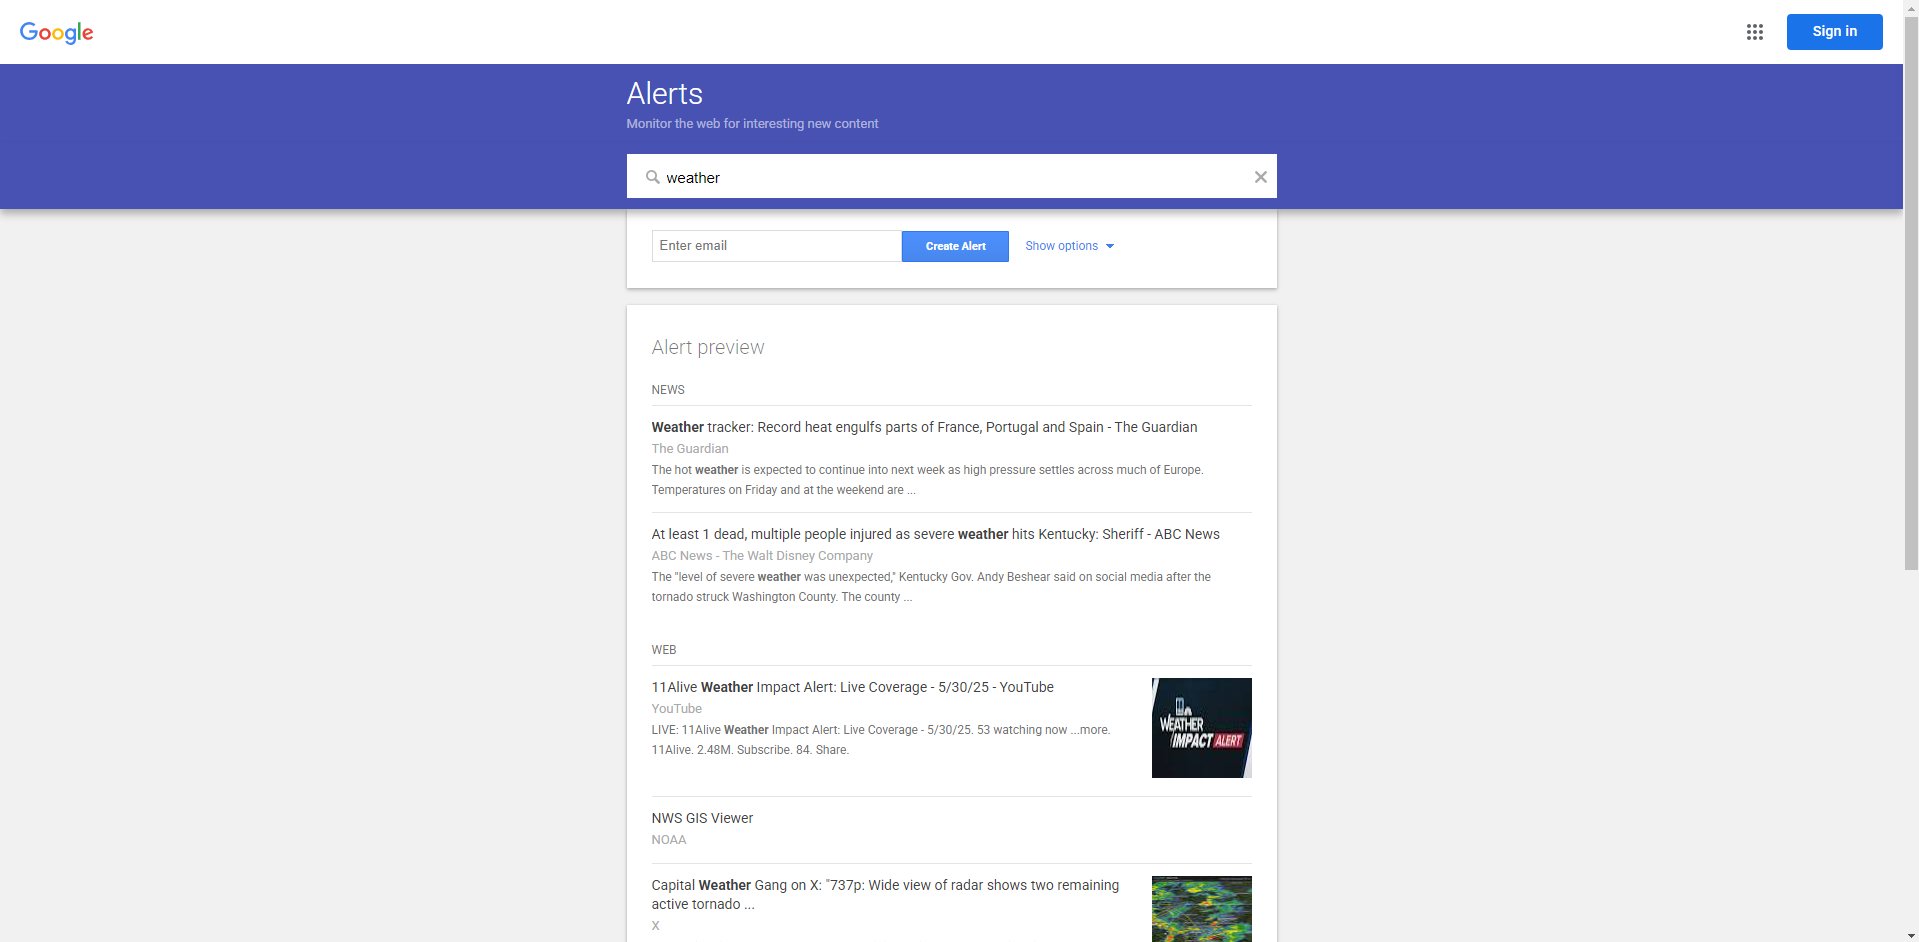 Google
Sign in
Alerts
Monitor the web for interesting new content
weather
Enter email
Create Alert
Show options
Alert preview
NEWS
Weather tracker: Record heat engulfs parts of France, Portugal and Spain - The Guardian
The Guardian
The hot weather is expected to continue into next week as high pressure settles across much of Europe.
Temperatures on Friday and at the weekend are ...
At least 1 dead, multiple people injured as severe weather hits Kentucky: Sheriff - ABC News
ABC News - The Walt Disney Company
The "level of severe weather was unexpected," Kentucky Gov. Andy Beshear said on social media after the
tornado struck Washington County. The county ...
WEB
11Alive Weather Impact Alert: Live Coverage - 5/30/25 - YouTube
YouTube
LIVE: 11Alive Weather Impact Alert: Live Coverage - 5/30/25. 53 watching now ...more.
11Alive. 2.48M. Subscribe. 84. Share.
WEATHER
IMPACT ALERT
NWS GIS Viewer
NOAA
Capital Weather Gang on X: "737p: Wide view of radar shows two remaining
active tornado ...
X